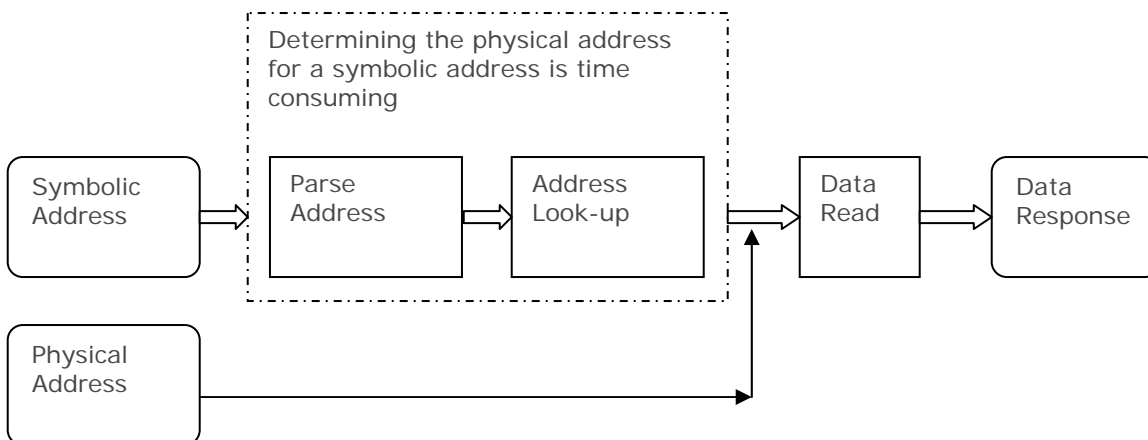 Determining the physical address
for a symbolic address is time
consuming
Symbolic
Address
Parse
Address
Address
Look-up
Data
Read
Data
Response
Physical
Address